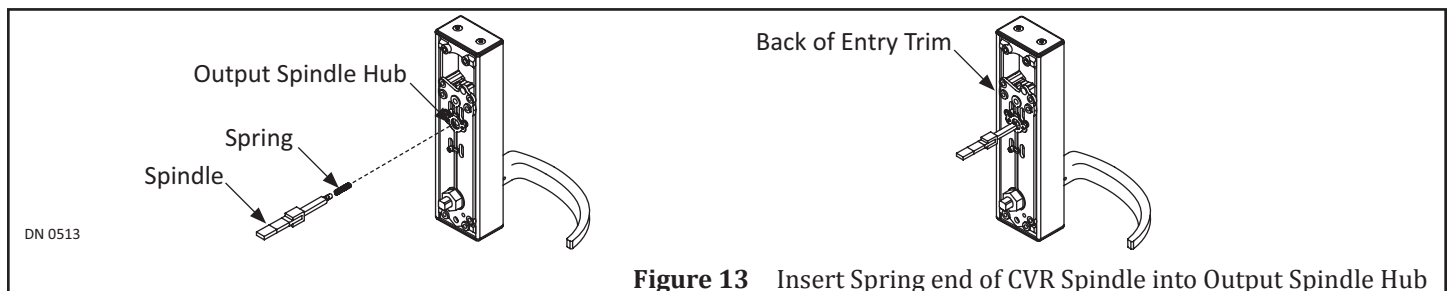 Output Spindle Hub
Spring
Spindle
DN 0513
Back of Entry Trim
Figure 13 Insert Spring end of CVR Spindle into Output Spindle Hub